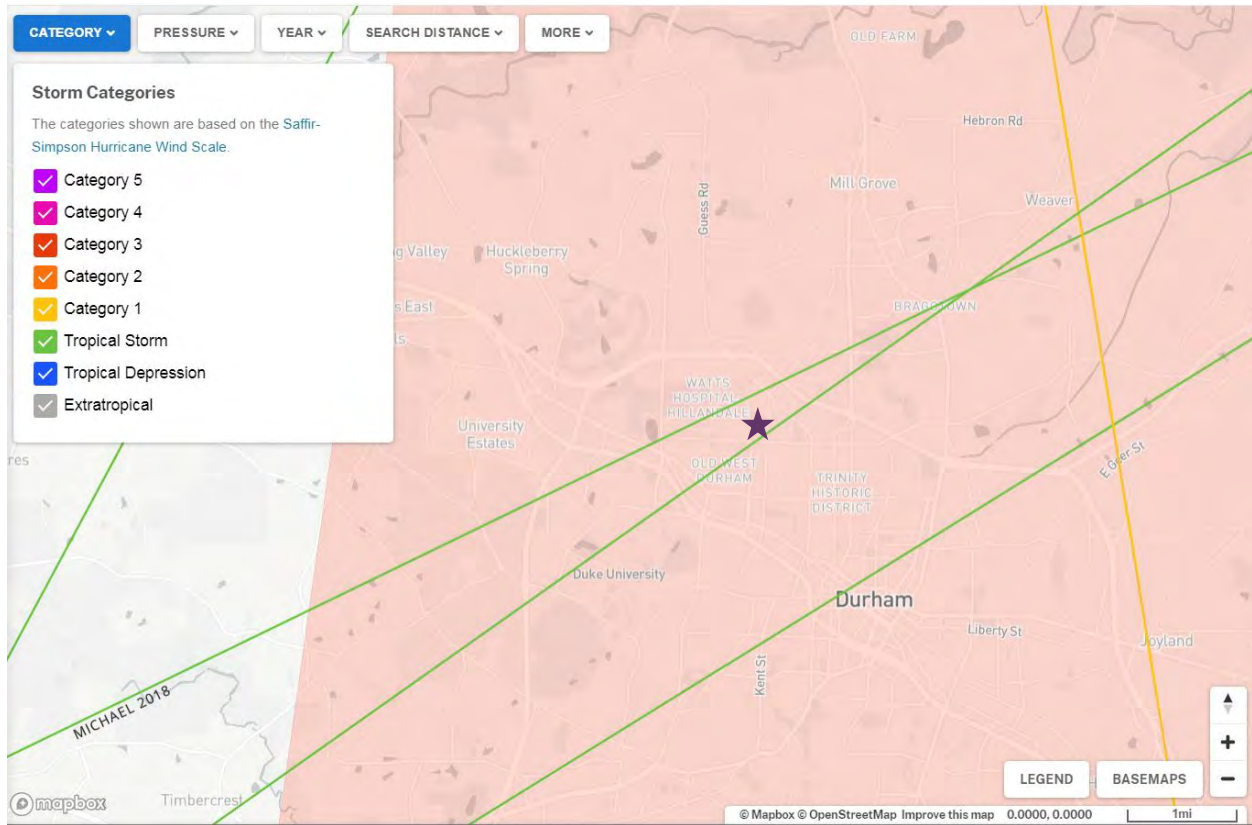 CATEGORY
PRESSURE
YEAR
SEARCH DISTANCE
MORE
Storm Categories
The categories shown are based on the Saffir-
Simpson Hurricane Wind Scale.
Category 5
Category 4
Category 3
Category 2
Category 1
Tropical Storm
Tropical Depression
Extratropical
OLD FARM
Hebron Rd
Mill Grove
Weaver
Guess Rd
Valley
Huckleberry
Spring
East
BRAGGTOWN
WATTS
HOSPITAL-
HILLANDALE
University
Estates
OLD WEST
DURHAM
TRINITY
HISTORIC
DISTRICT
E Geer St
Duke University
Durham
Liberty St
Joyland
Kent St
MICHAEL 2018
Timbercrest
mapbox
LEGEND
BASEMAPS
© Mapbox © OpenStreetMap Improve this map 0.0000, 0.0000
1mi